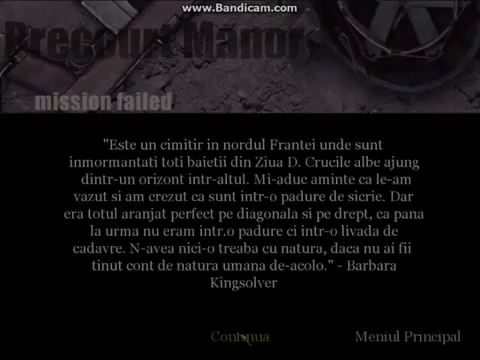 www.Bandicam.com
Precourt Manor
mission failed
"Este un cimitir in nordul Frantei unde sunt
inmormantati toti baietii din Ziua D. Crucile albe ajung
dintr-un orizont intr-altul. Mi-aduc aminte ca le-am
vazut si am crezut ca sunt intr-o padure de sicrie. Dar
era totul aranjat perfect pe diagonala si pe drept, ca pana
la urma nu eram intr.o padure ci intr-o livada de
cadavre. N-avea nici-o treaba cu natura, daca nu ai fii
tinut cont de natura umana de-acolo." - Barbara
Kingsolver
Continua
Meniul Principal